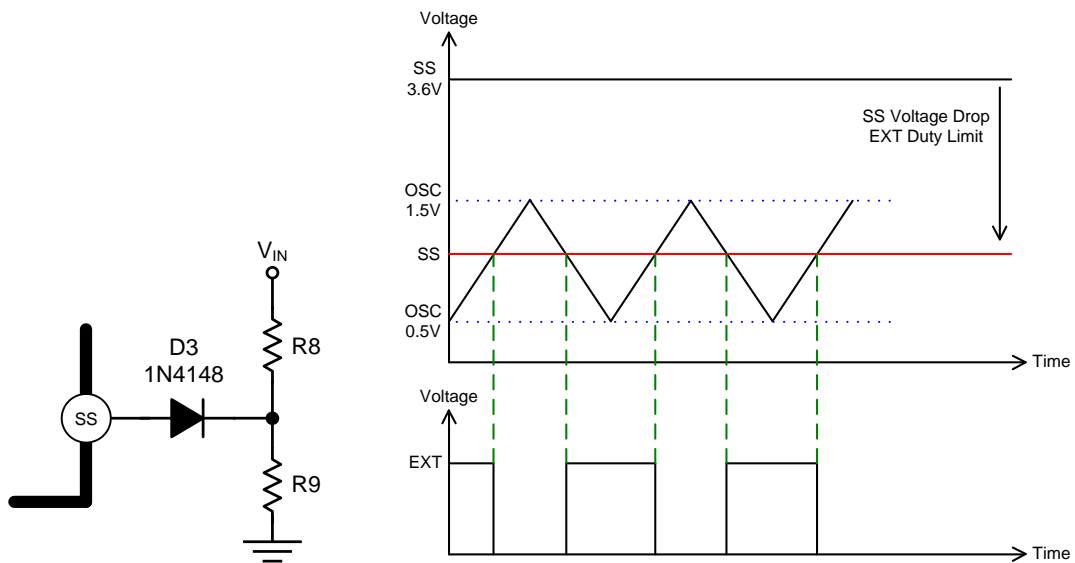 Voltage
SS
3.6V
SS Voltage Drop
EXT Duty Limit
OSC
1.5V
SS
OSC
0.5V
Time
VIN
R8
D3
1N4148
SS
R9
Voltage
EXT
Time